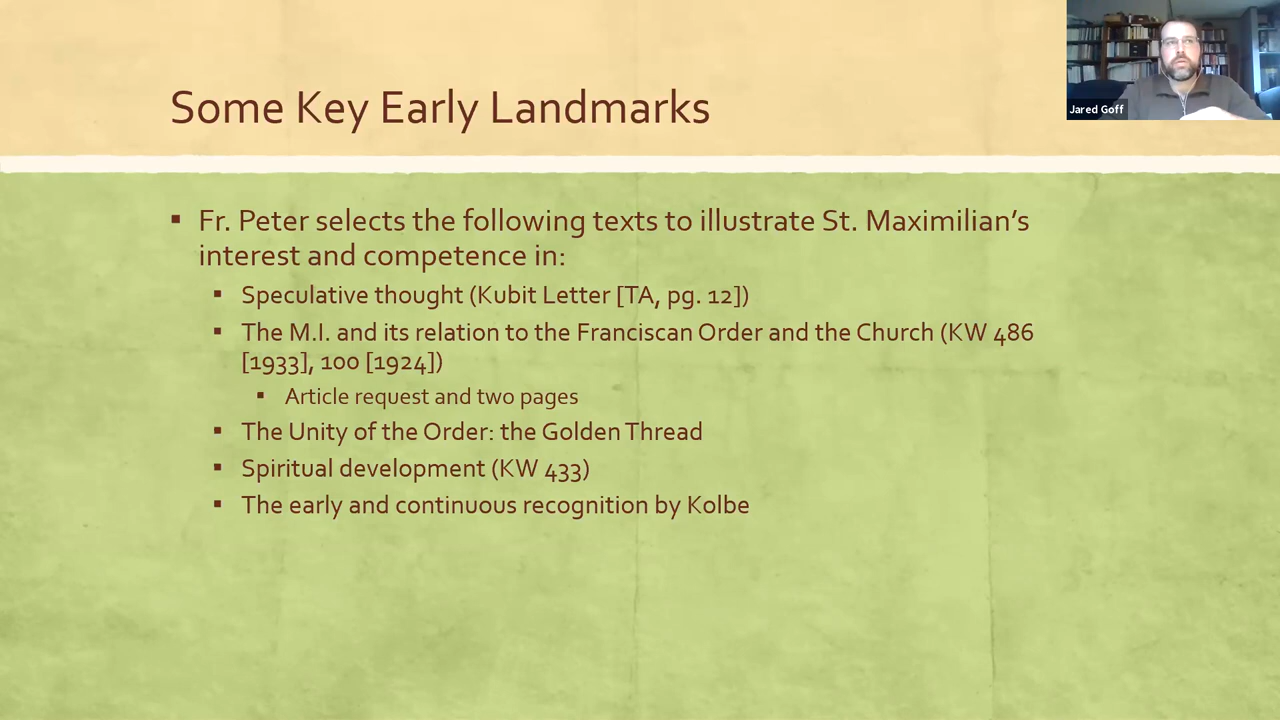 Some Key Early Landmarks
Jared Goff
▪ Fr. Peter selects the following texts to illustrate St. Maximilian’s
interest and competence in:
▪ Speculative thought (Kubit Letter [TA, pg. 12])
▪ The M.I. and its relation to the Franciscan Order and the Church (KW 486
[1933], 100 [1924])
▪ Article request and two pages
▪ The Unity of the Order: the Golden Thread
▪ Spiritual development (KW 433)
▪ The early and continuous recognition by Kolbe